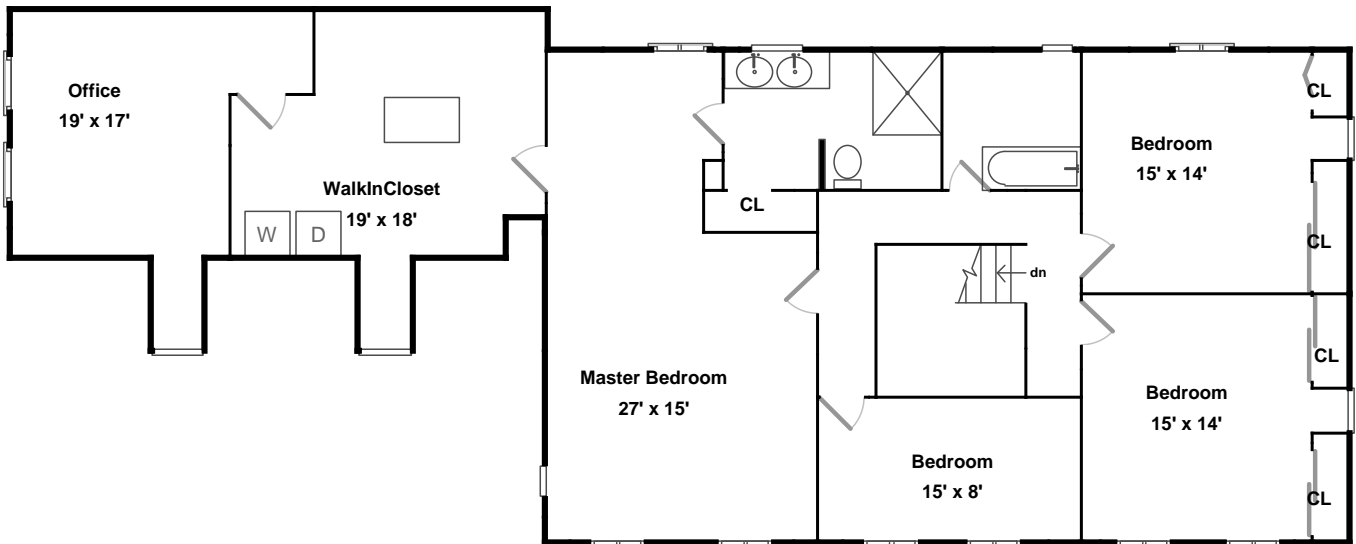 Office
19' x 17'
WalkInCloset
19' x 18'
W
D
CL
Master Bedroom
27' x 15'
dn
Bedroom
15' x 8'
CL
Bedroom
15' x 14'
CL
CL
Bedroom
15' x 14'
CL